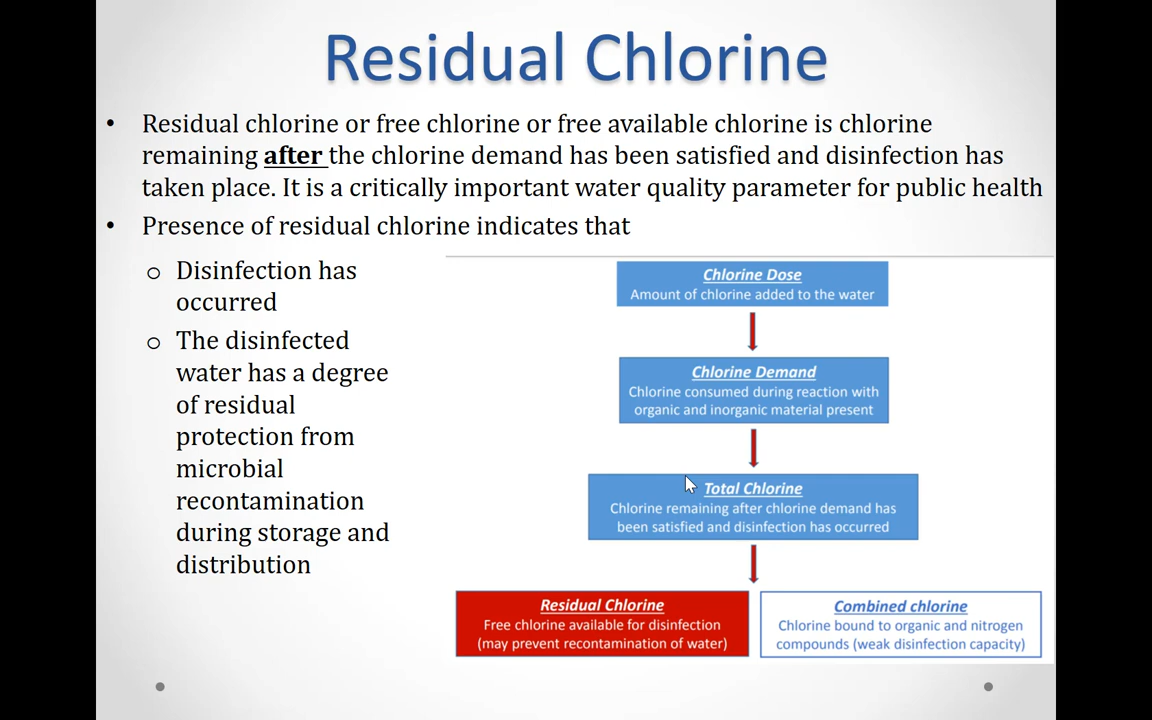 Residual Chlorine
• Residual chlorine or free chlorine or free available chlorine is chlorine
remaining after the chlorine demand has been satisfied and disinfection has
taken place. It is a critically important water quality parameter for public health
• Presence of residual chlorine indicates that
o Disinfection has
occurred
o The disinfected
water has a degree
of residual
protection from
microbial
recontamination
during storage and
distribution
Chlorine Dose
Amount of chlorine added to the water
Chlorine Demand
Chlorine consumed during reaction with
organic and inorganic material present
Total Chlorine
Chlorine remaining after chlorine demand has
been satisfied and disinfection has occurred
Residual Chlorine
Free chlorine available for disinfection
(may prevent recontamination of water)
Combined chlorine
Chlorine bound to organic and nitrogen
compounds (weak disinfection capacity)